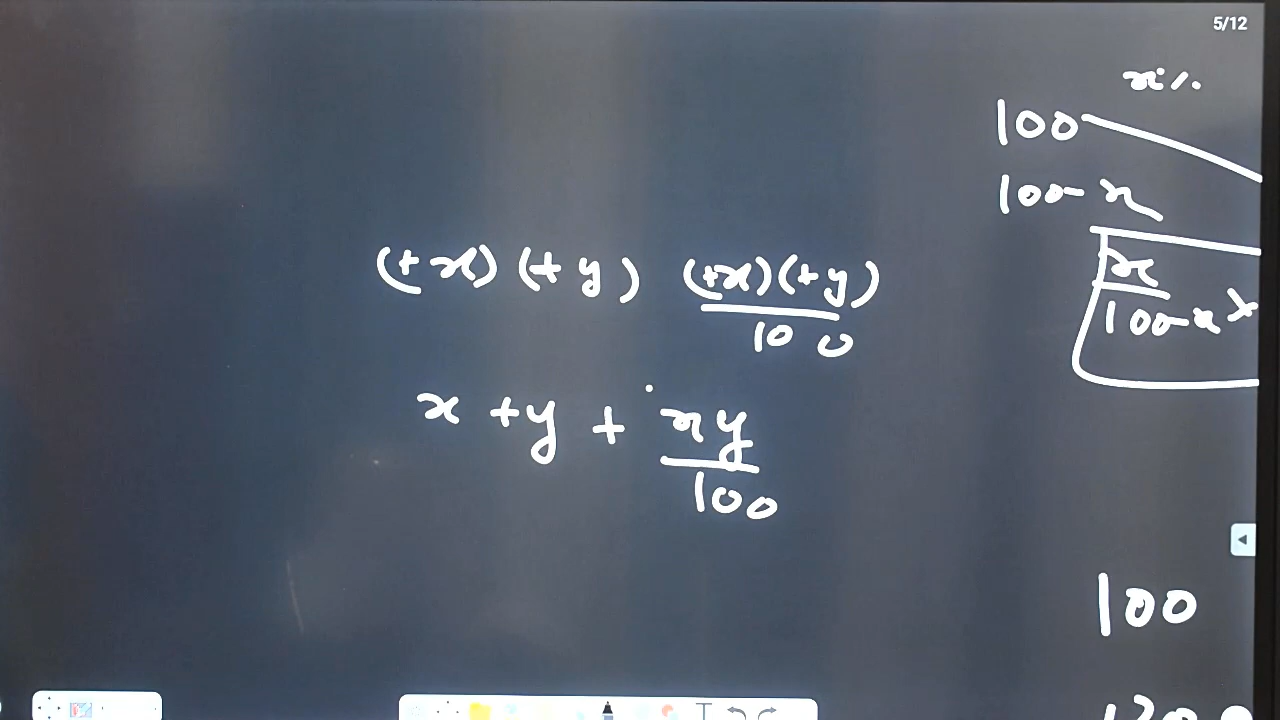 5/12
x%
100
100-x
x
100-x x
(+x) (+y) (+x)(+y)
100
x + y + xy
100
100